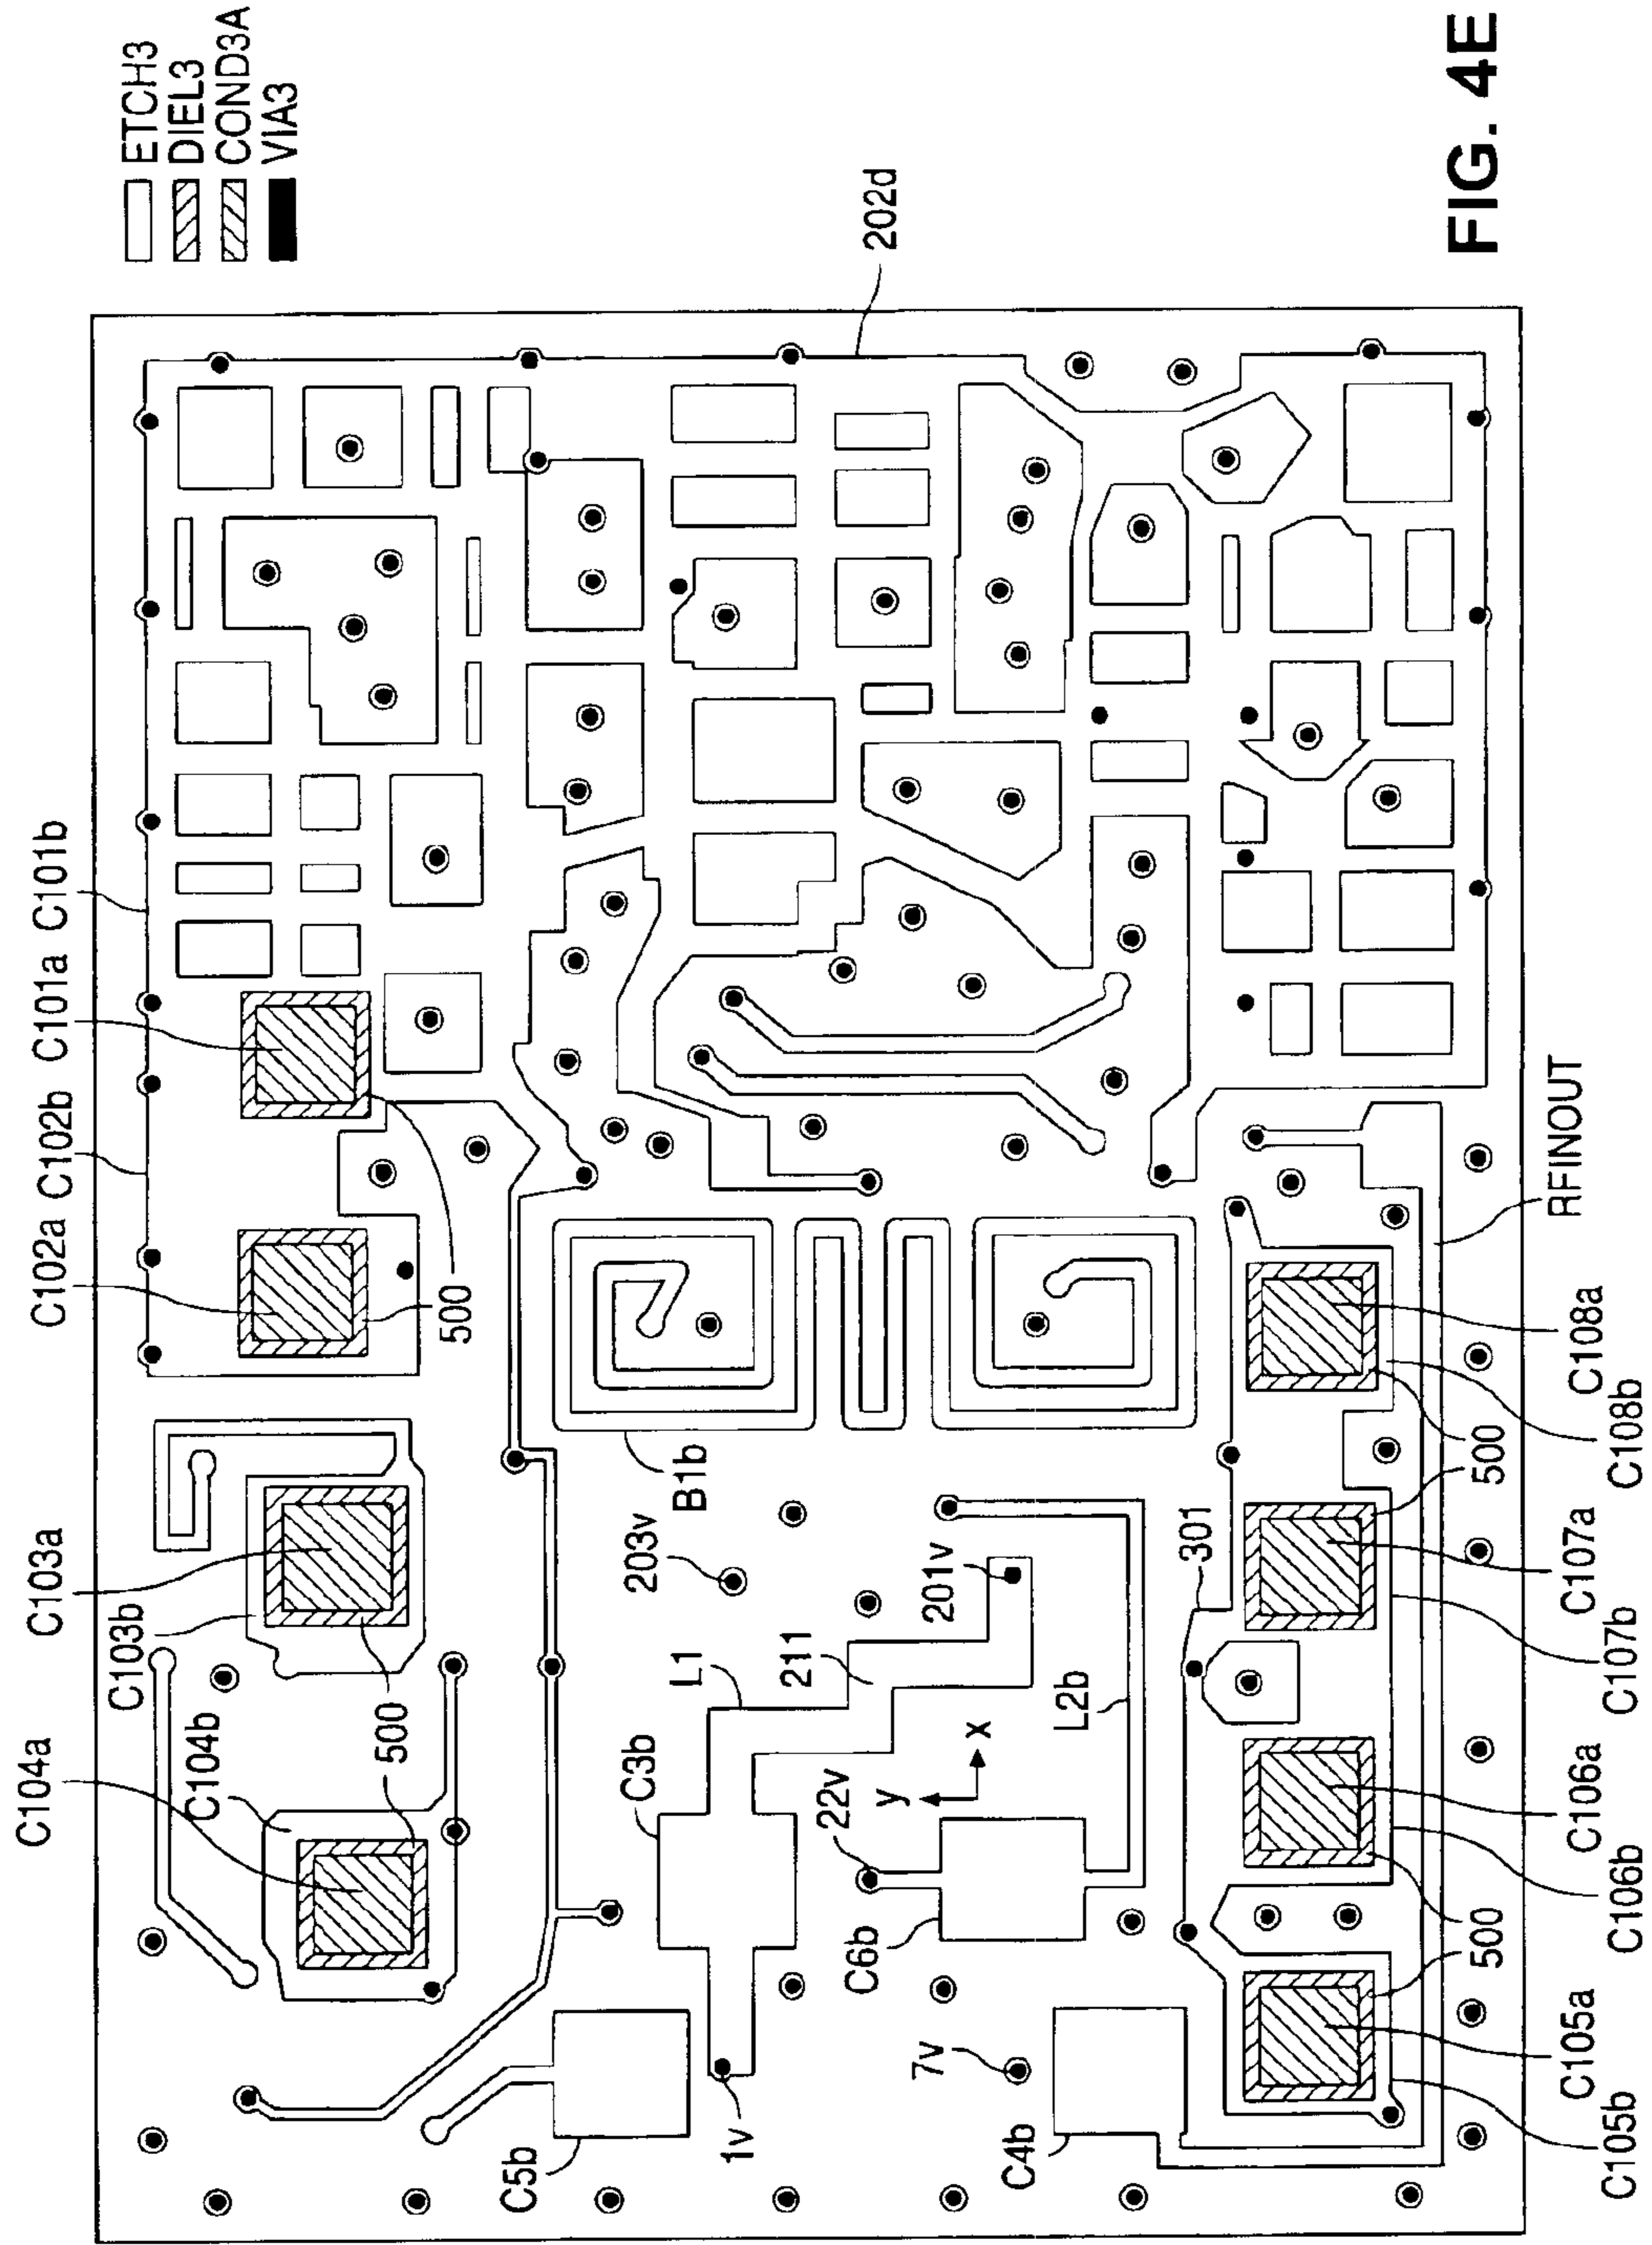 ETCH3
DIEL3
COND3A
VIA3
FIG. 4E
202d
C104a
C103a
C102a
C102b
C101a
C101b
C103b
C104b
500
500
500
B1b
203v
L1
211
201v
C3b
22v
y
x
L2b
301
C6b
C5b
1v
7v
C4b
RFINOUT
500
500
C105b
C105a
C106b
C106a
C107b
C107a
C108b
C108a